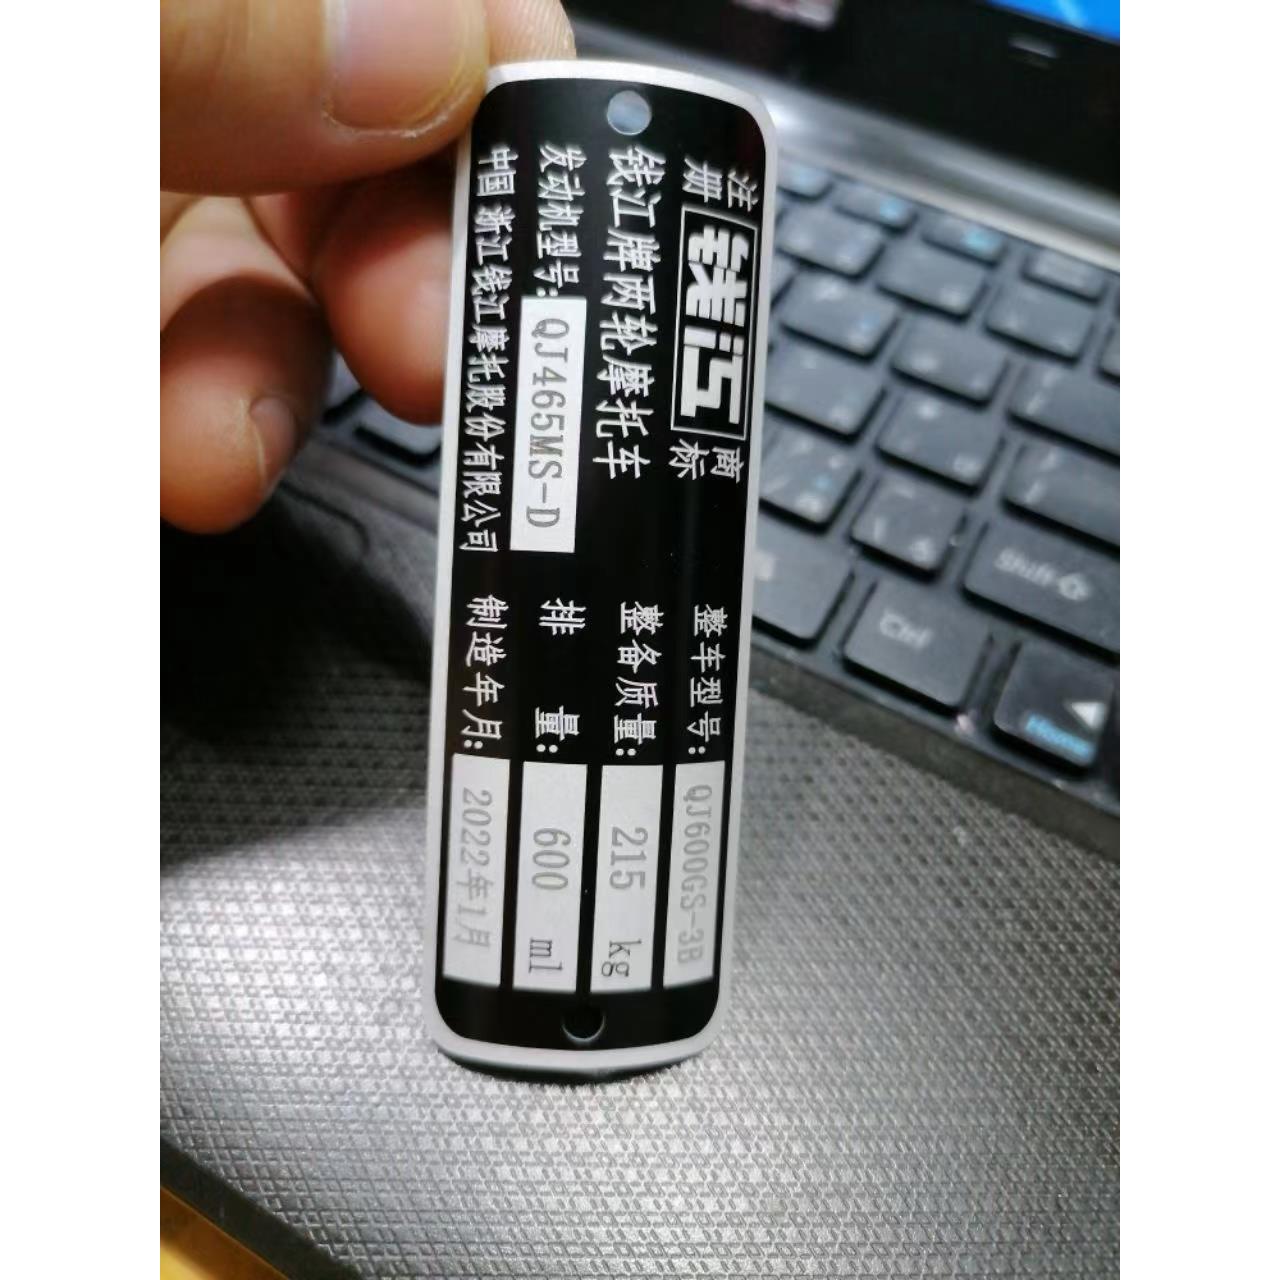 注册 钱江 商标
整车型号: QJ600GS-3B
钱江牌两轮摩托车
整备质量: 215 kg
发动机型号: QJ465MS-D
排量: 600 ml
中国 浙江钱江摩托股份有限公司
制造年月: 2022年1月
Shift
Ctrl
Home